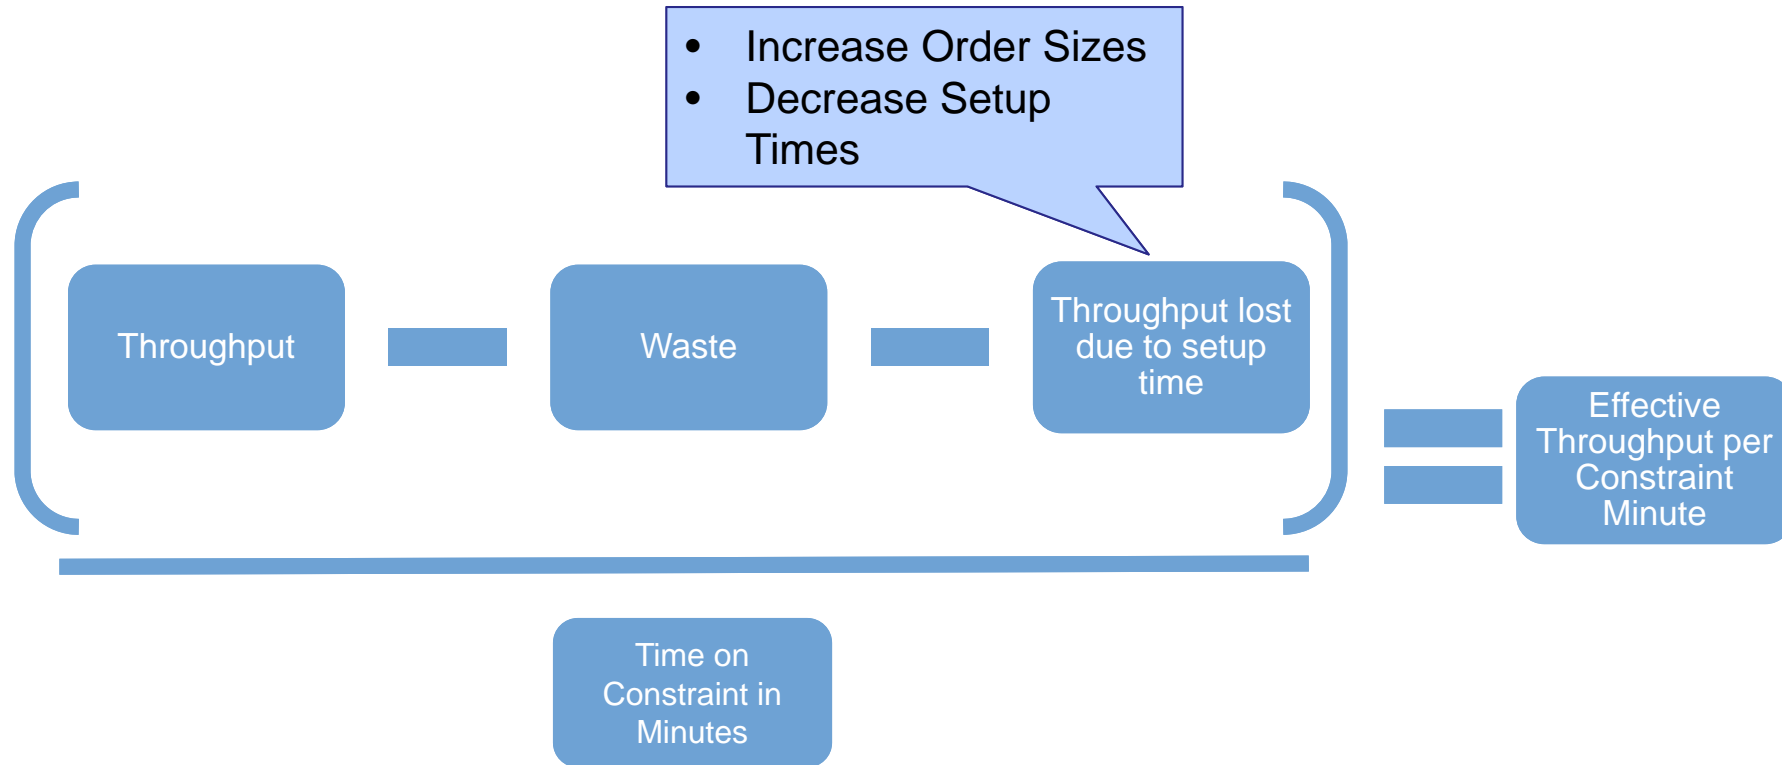 • Increase Order Sizes
• Decrease Setup
Times
Throughput
Waste
Throughput lost
due to setup
time
Effective
Throughput per
Constraint
Minute
Time on
Constraint in
Minutes